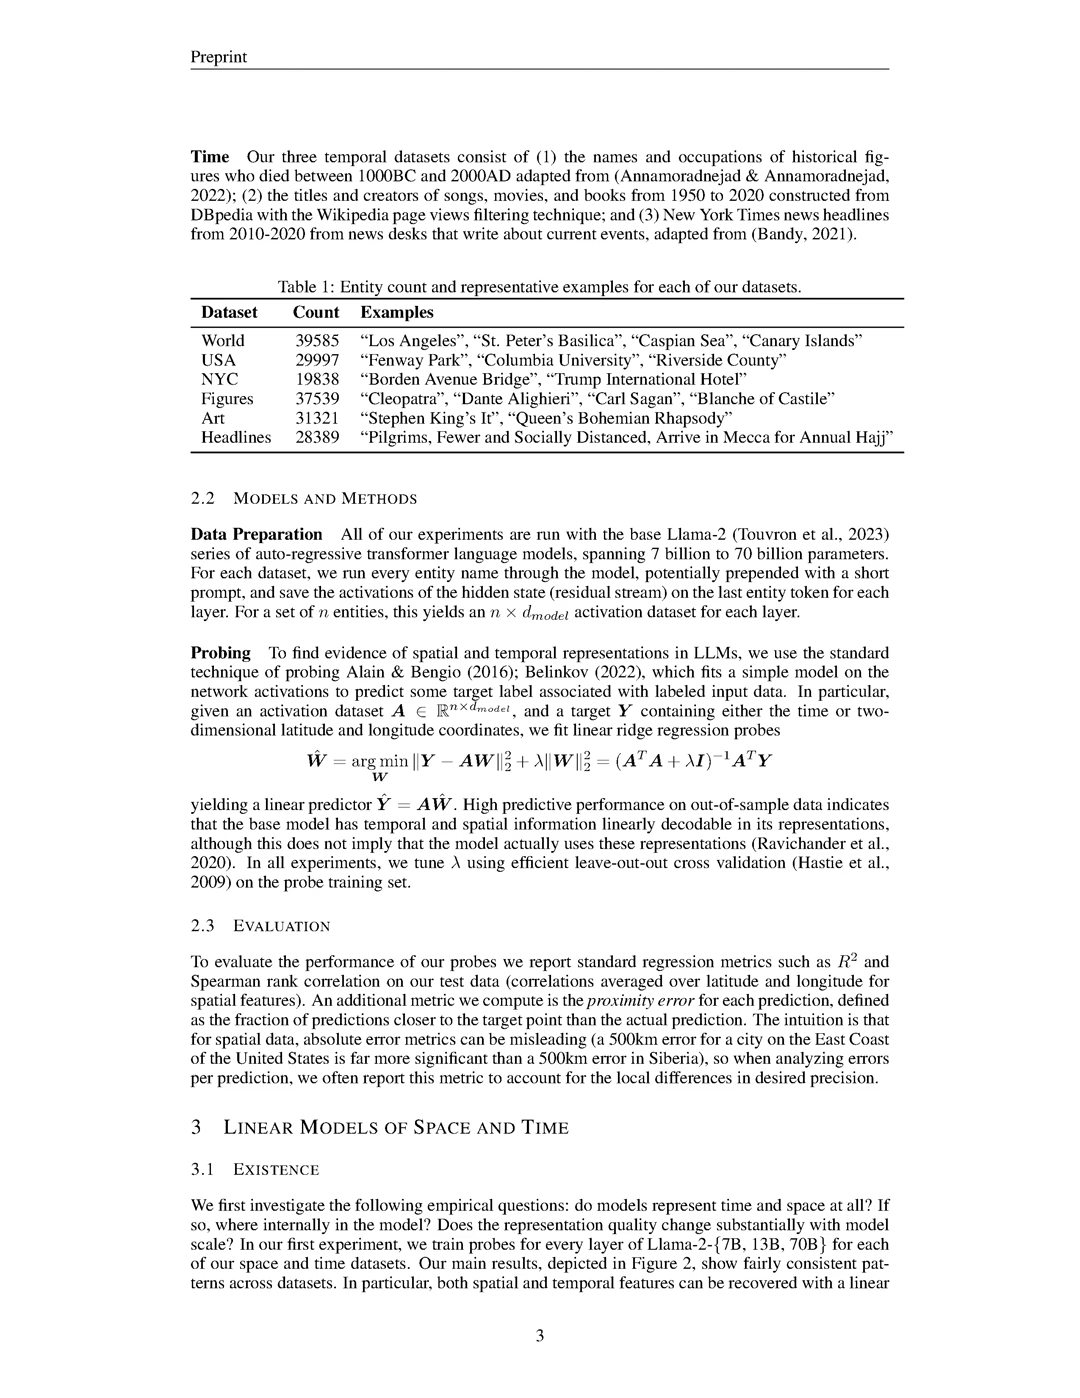 Preprint
Time Our three temporal datasets consist of (1) the names and occupations of historical fig-
ures who died between 1000BC and 2000AD adapted from (Annamoradnejad & Annamoradnejad,
2022); (2) the titles and creators of songs, movies, and books from 1950 to 2020 constructed from
DBpedia with the Wikipedia page views filtering technique; and (3) New York Times news headlines
from 2010-2020 from news desks that write about current events, adapted from (Bandy, 2021).
Table 1: Entity count and representative examples for each of our datasets.
Dataset Count Examples
World 39585 “Los Angeles”, “St. Peter’s Basilica”, “Caspian Sea”, “Canary Islands”
USA 29997 “Fenway Park”, “Columbia University”, “Riverside County”
NYC 19838 “Borden Avenue Bridge”, “Trump International Hotel”
Figures 37539 “Cleopatra”, “Dante Alighieri”, “Carl Sagan”, “Blanche of Castile”
Art 31321 “Stephen King’s It”, “Queen’s Bohemian Rhapsody”
Headlines 28389 “Pilgrims, Fewer and Socially Distanced, Arrive in Mecca for Annual Hajj”
2.2 MODELS AND METHODS
Data Preparation All of our experiments are run with the base Llama-2 (Touvron et al., 2023)
series of auto-regressive transformer language models, spanning 7 billion to 70 billion parameters.
For each dataset, we run every entity name through the model, potentially prepended with a short
prompt, and save the activations of the hidden state (residual stream) on the last entity token for each
layer. For a set of n entities, this yields an n × d_model activation dataset for each layer.
Probing To find evidence of spatial and temporal representations in LLMs, we use the standard
technique of probing Alain & Bengio (2016); Belinkov (2022), which fits a simple model on the
network activations to predict some target label associated with labeled input data. In particular,
given an activation dataset A ∈ ℝ^{n×d_model}, and a target Y containing either the time or two-
dimensional latitude and longitude coordinates, we fit linear ridge regression probes
Ŵ = arg min_W ‖Y − AW‖₂² + λ‖W‖₂² = (AᵀA + λI)⁻¹AᵀY
yielding a linear predictor Ŷ = AŴ. High predictive performance on out-of-sample data indicates
that the base model has temporal and spatial information linearly decodable in its representations,
although this does not imply that the model actually uses these representations (Ravichander et al.,
2020). In all experiments, we tune λ using efficient leave-out-out cross validation (Hastie et al.,
2009) on the probe training set.
2.3 EVALUATION
To evaluate the performance of our probes we report standard regression metrics such as R² and
Spearman rank correlation on our test data (correlations averaged over latitude and longitude for
spatial features). An additional metric we compute is the proximity error for each prediction, defined
as the fraction of predictions closer to the target point than the actual prediction. The intuition is that
for spatial data, absolute error metrics can be misleading (a 500km error for a city on the East Coast
of the United States is far more significant than a 500km error in Siberia), so when analyzing errors
per prediction, we often report this metric to account for the local differences in desired precision.
3 LINEAR MODELS OF SPACE AND TIME
3.1 EXISTENCE
We first investigate the following empirical questions: do models represent time and space at all? If
so, where internally in the model? Does the representation quality change substantially with model
scale? In our first experiment, we train probes for every layer of Llama-2-{7B, 13B, 70B} for each
of our space and time datasets. Our main results, depicted in Figure 2, show fairly consistent pat-
terns across datasets. In particular, both spatial and temporal features can be recovered with a linear
3